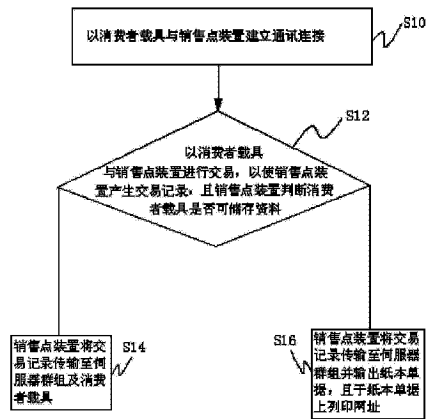 以消费者载具与销售点装置建立通讯连接
S10
S12
以消费者载具
与销售点装置进行交易，以使销售点装
置产生交易记录，且销售点装置判断消费
者载具是否可储存资料
销售点装置将交
易记录传输至伺
服器群组及消费
者载具
S14
S16
销售点装置将交易
记录传输至伺服器
群组并输出纸本单
据，且于纸本单据
上列印网址